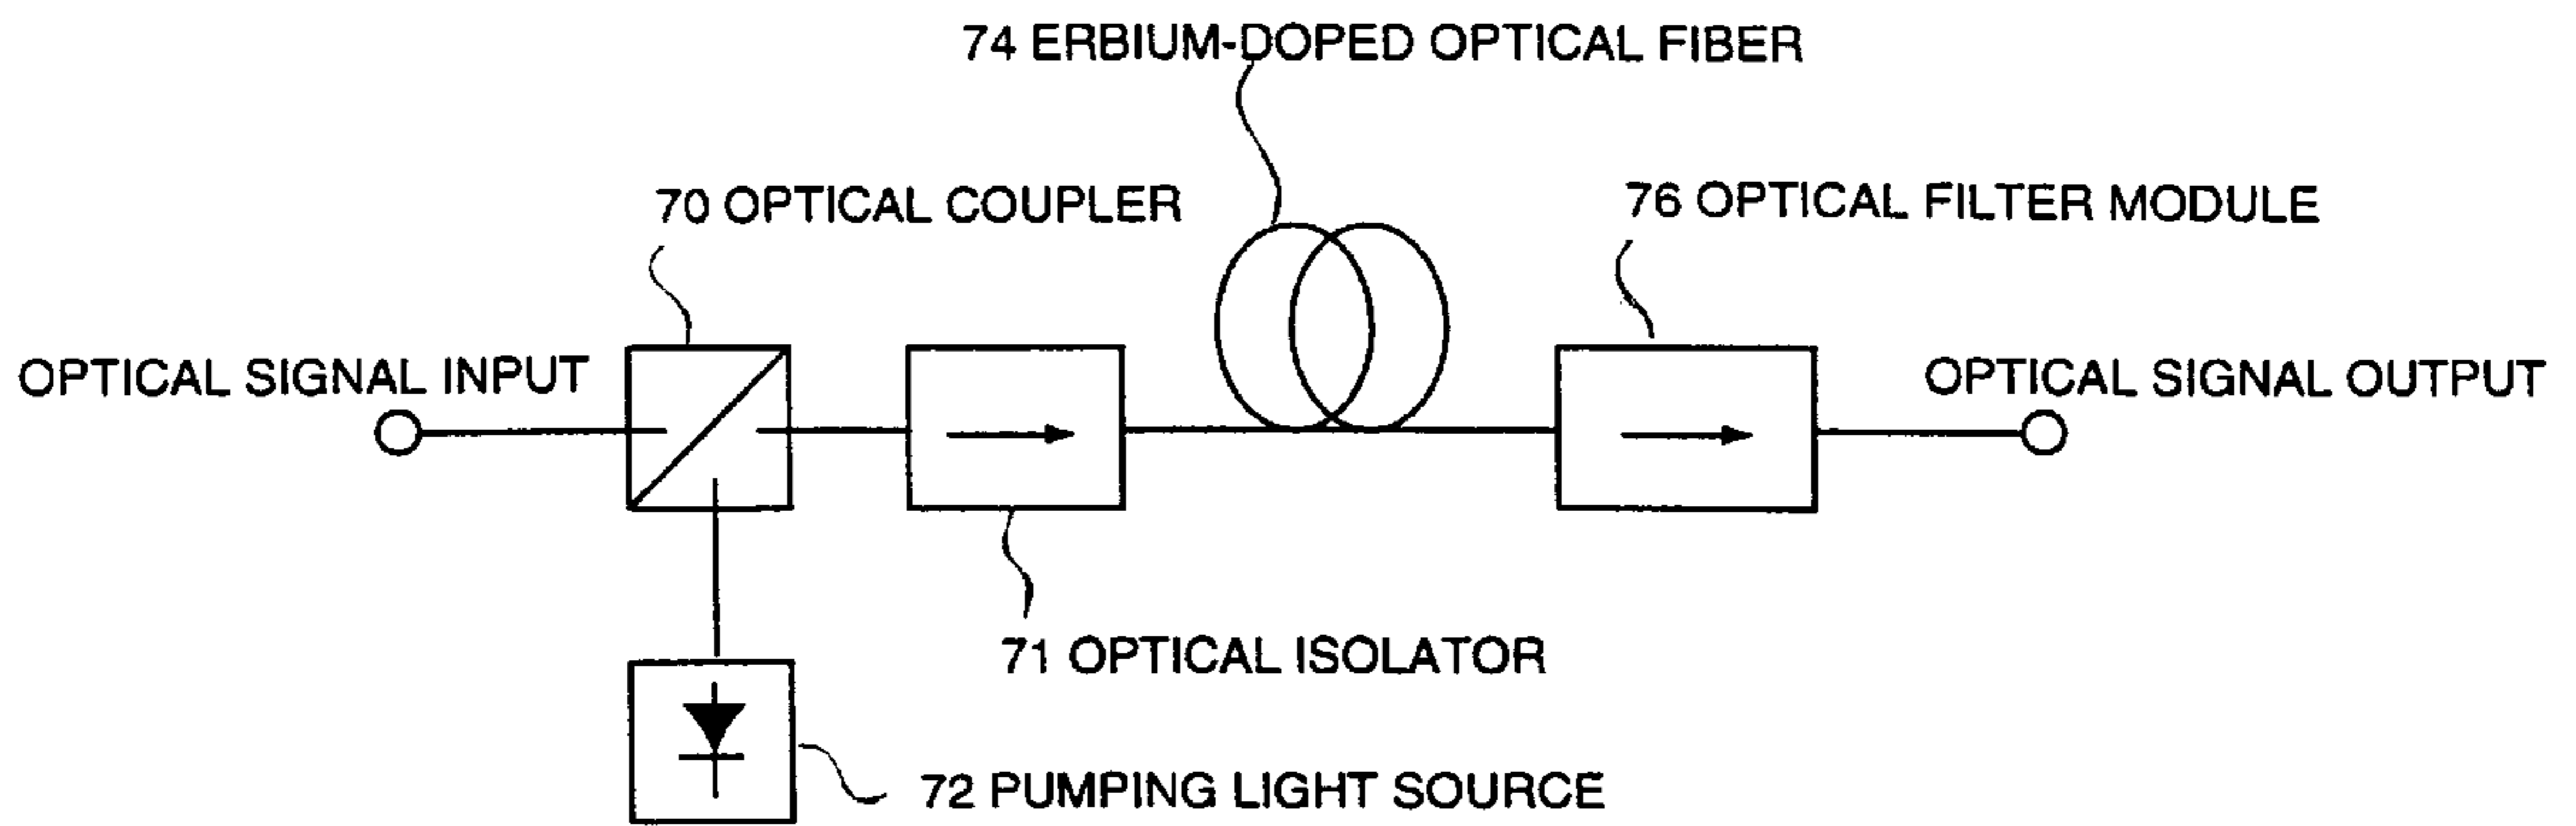 74 ERBIUM-DOPED OPTICAL FIBER
70 OPTICAL COUPLER
76 OPTICAL FILTER MODULE
OPTICAL SIGNAL INPUT
OPTICAL SIGNAL OUTPUT
71 OPTICAL ISOLATOR
72 PUMPING LIGHT SOURCE